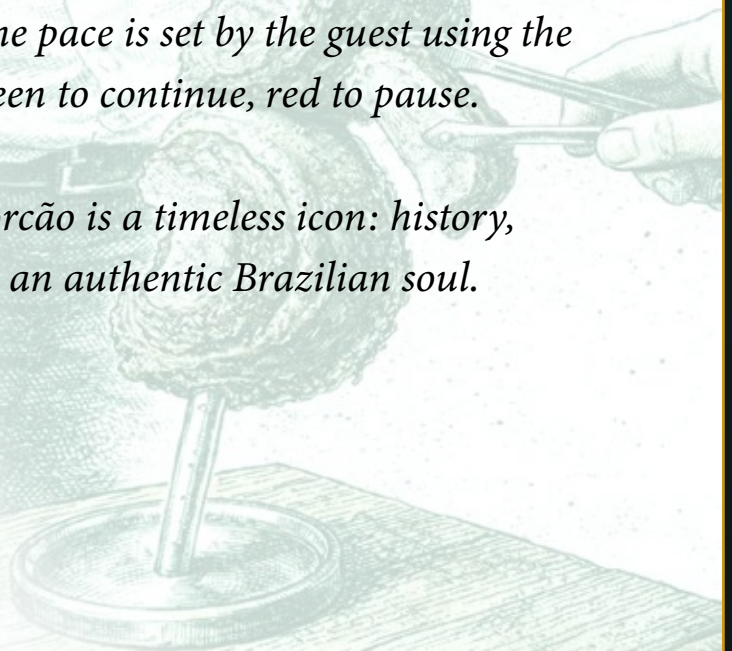 ne pace is set by the guest using the
een to continue, red to pause.
rcão is a timeless icon: history,
an authentic Brazilian soul.